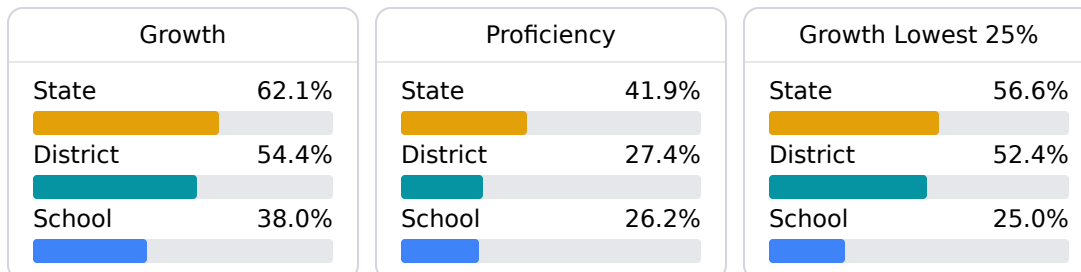 Growth
State 62.1%
District 54.4%
School 38.0%
Proficiency
State 41.9%
District 27.4%
School 26.2%
Growth Lowest 25%
State 56.6%
District 52.4%
School 25.0%